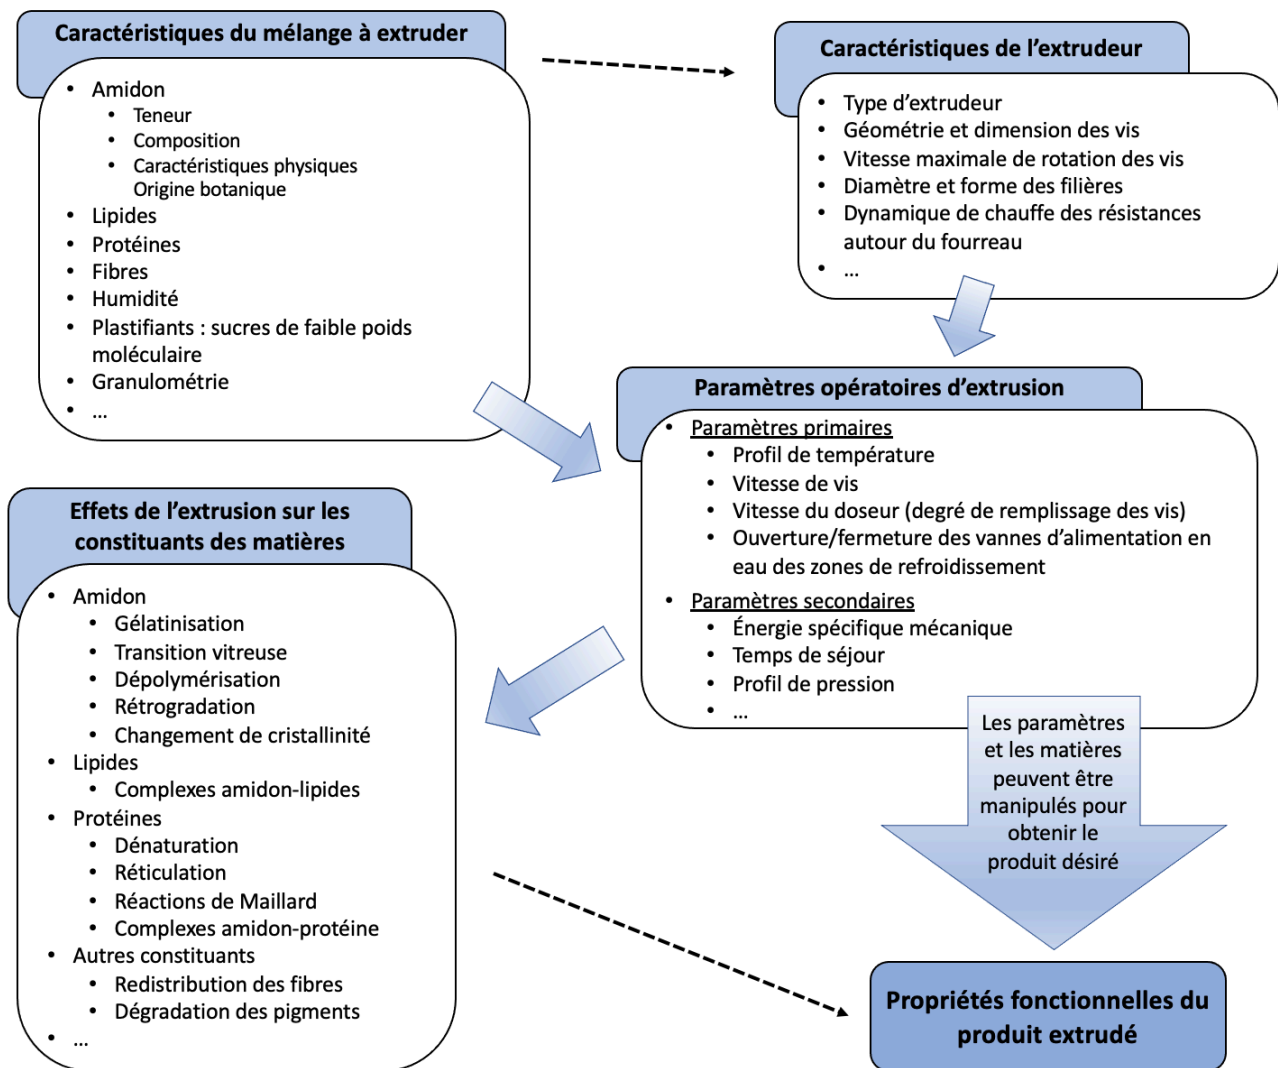 Caractéristiques du mélange à extruder
• Amidon
• Teneur
• Composition
• Caractéristiques physiques
Origine botanique
• Lipides
• Protéines
• Fibres
• Humidité
• Plastifiants : sucres de faible poids
moléculaire
• Granulométrie
• ...
Caractéristiques de l’extrudeur
• Type d’extrudeur
• Géométrie et dimension des vis
• Vitesse maximale de rotation des vis
• Diamètre et forme des filières
• Dynamique de chauffe des résistances
autour du fourreau
• ...
Paramètres opératoires d’extrusion
• Paramètres primaires
• Profil de température
• Vitesse de vis
• Vitesse du doseur (degré de remplissage des vis)
• Ouverture/fermeture des vannes d’alimentation en
eau des zones de refroidissement
• Paramètres secondaires
• Énergie spécifique mécanique
• Temps de séjour
• Profil de pression
• ...
Effets de l’extrusion sur les
constituants des matières
• Amidon
• Gélatinisation
• Transition vitreuse
• Dépolymérisation
• Rétrogradation
• Changement de cristallinité
• Lipides
• Complexes amidon-lipides
• Protéines
• Dénaturation
• Réticulation
• Réactions de Maillard
• Complexes amidon-protéine
• Autres constituants
• Redistribution des fibres
• Dégradation des pigments
• ...
Les paramètres
et les matières
peuvent être
manipulés pour
obtenir le
produit désiré
Propriétés fonctionnelles du
produit extrudé